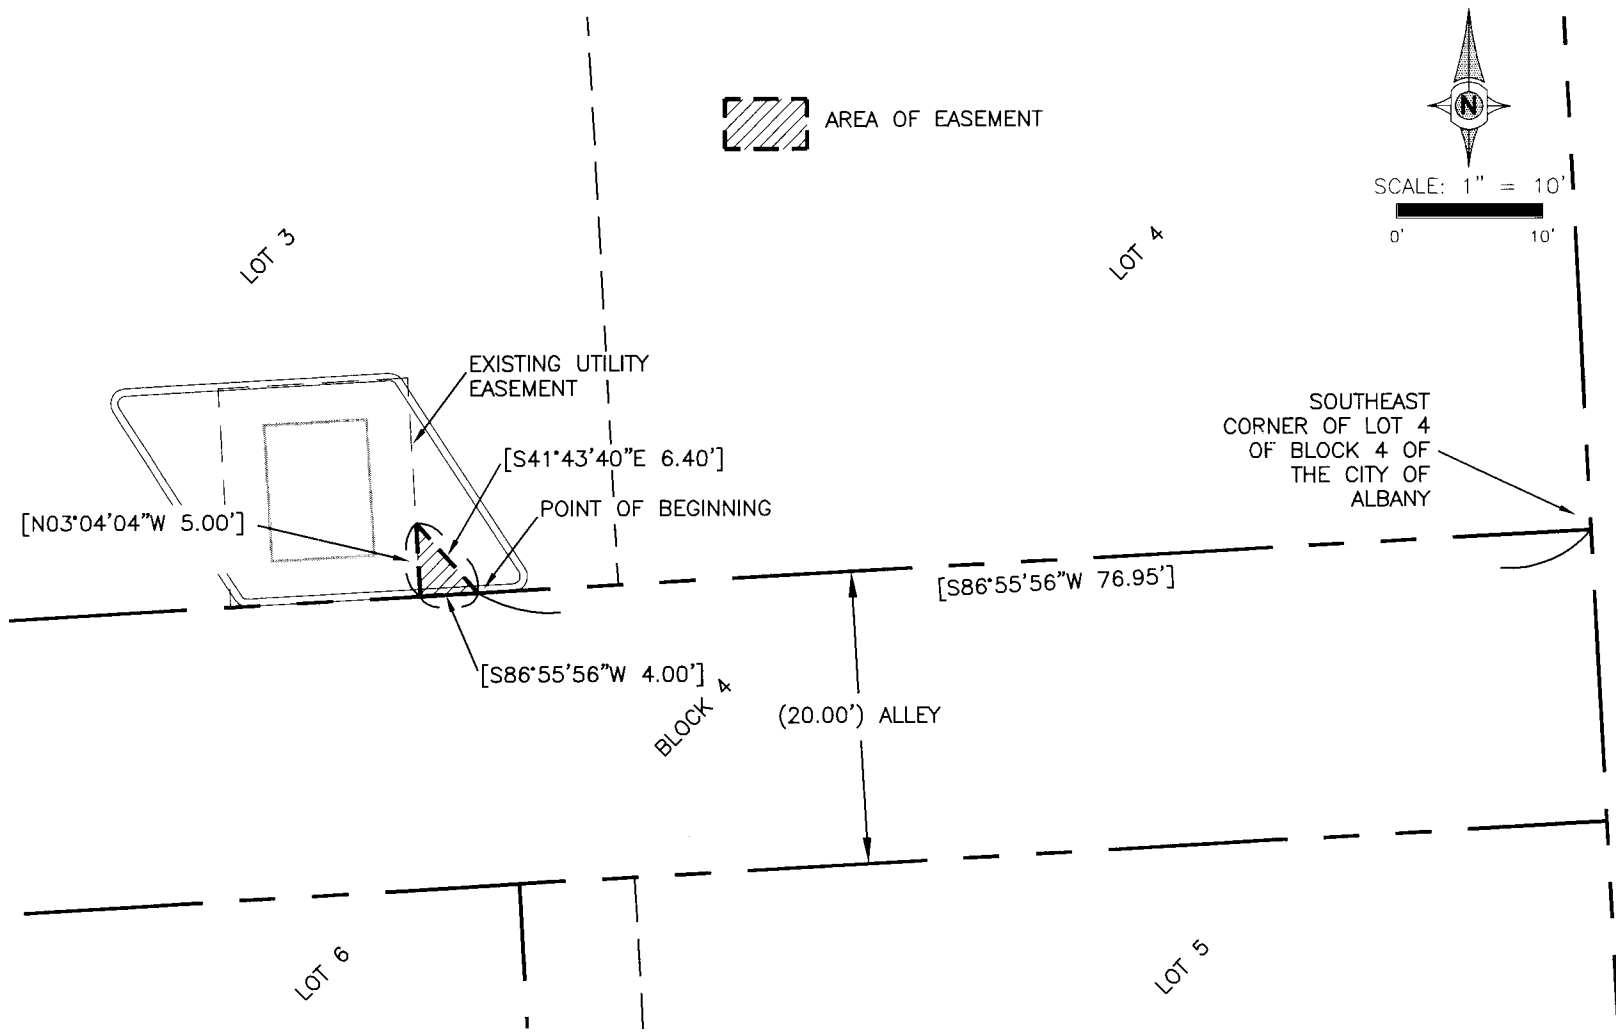 AREA OF EASEMENT
N
SCALE: 1" = 10'
0' 10'
LOT 3
LOT 4
EXISTING UTILITY
EASEMENT
SOUTHEAST
CORNER OF LOT 4
OF BLOCK 4 OF
THE CITY OF
ALBANY
[S41°43'40"E 6.40']
POINT OF BEGINNING
[N03°04'04"W 5.00']
[S86°55'56"W 76.95']
[S86°55'56"W 4.00']
BLOCK 4
(20.00') ALLEY
LOT 6
LOT 5